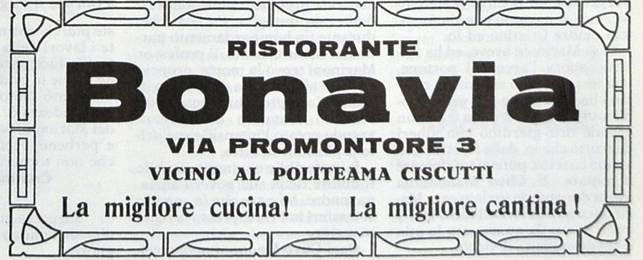 RISTORANTE
Bonavia
VIA PROMONTORE 3
VICINO AL POLITEAMA CISCUTTI
La migliore cucina! La migliore cantina!